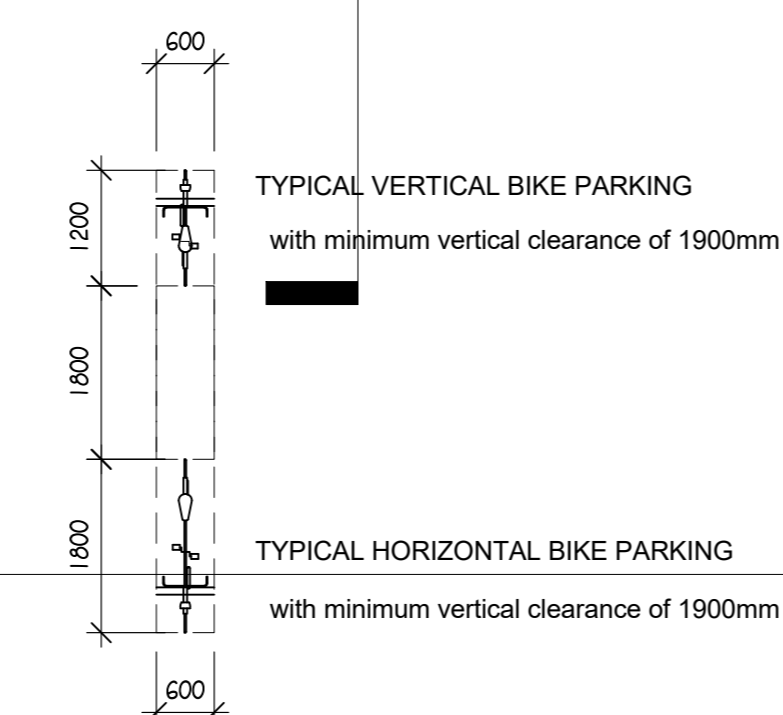 600
TYPICAL VERTICAL BIKE PARKING
1200
with minimum vertical clearance of 1900mm
1800
1800
TYPICAL HORIZONTAL BIKE PARKING
with minimum vertical clearance of 1900mm
600